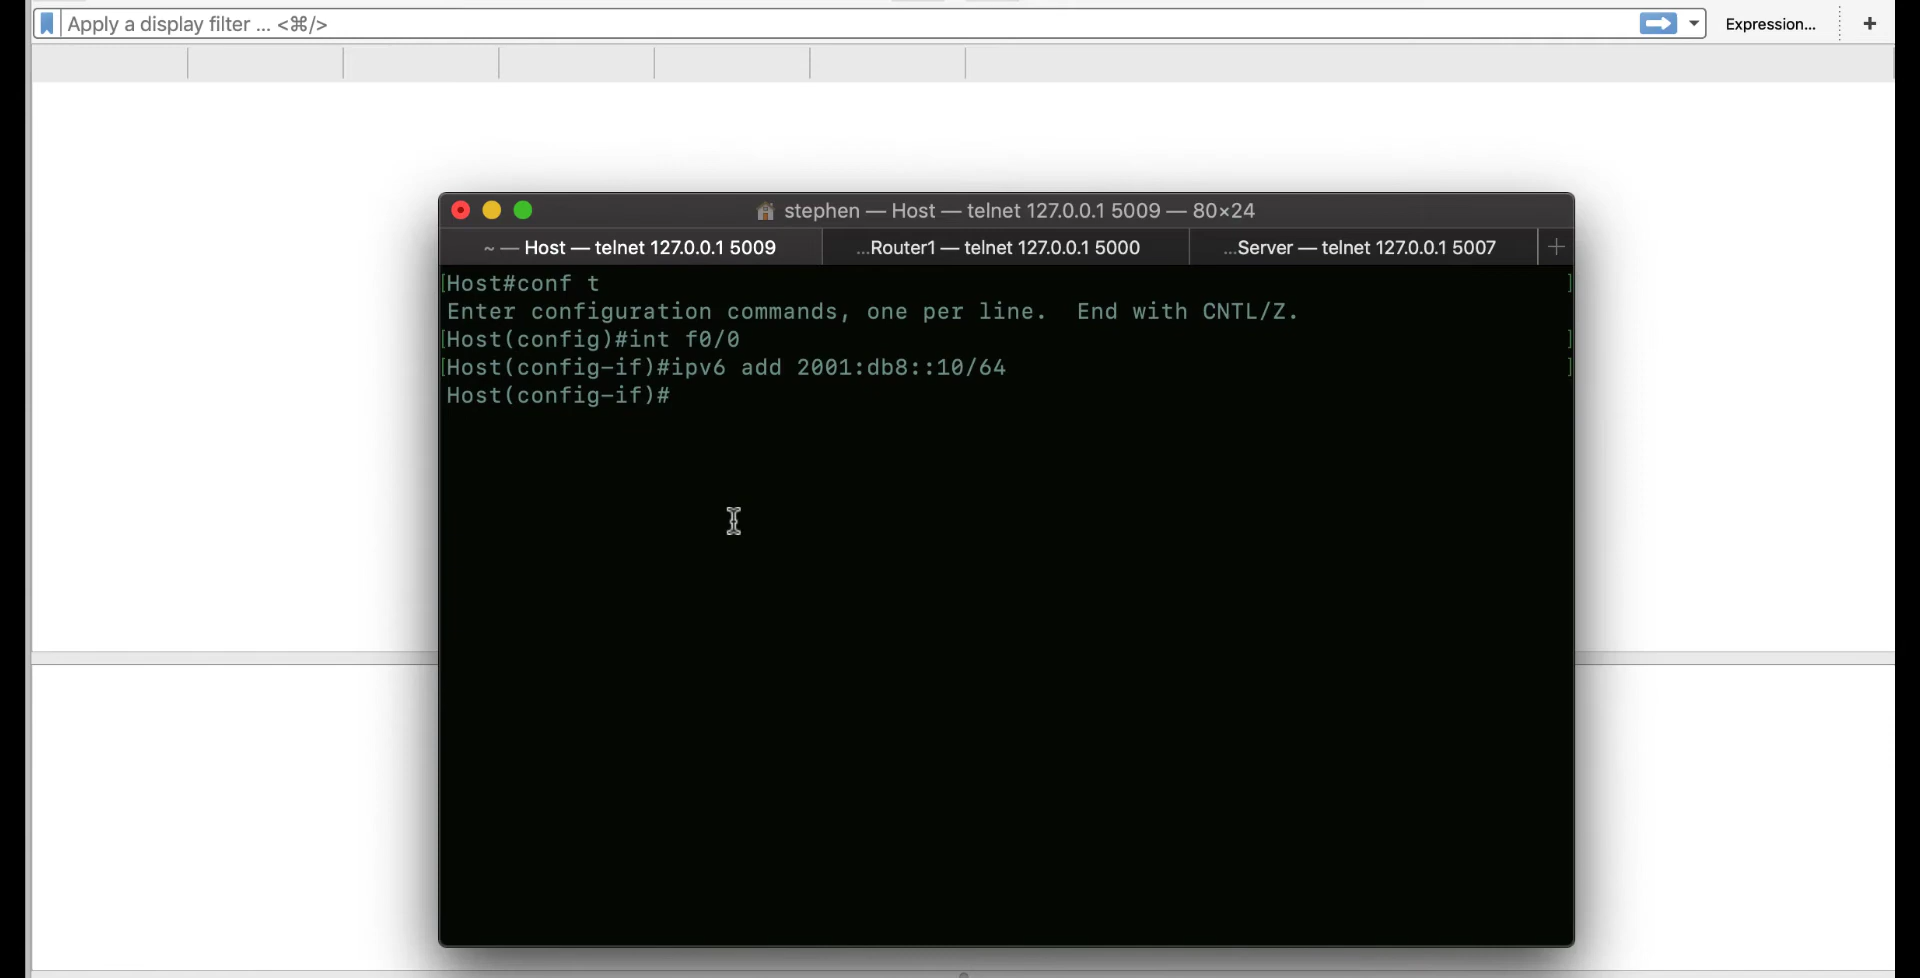 Apply a display filter ... <⌘/>
Expression...
+
stephen — Host — telnet 127.0.0.1 5009 — 80×24
~ — Host — telnet 127.0.0.1 5009
...Router1 — telnet 127.0.0.1 5000
...Server — telnet 127.0.0.1 5007
+
[Host#conf t ]
Enter configuration commands, one per line.  End with CNTL/Z.
[Host(config)#int f0/0 ]
[Host(config-if)#ipv6 add 2001:db8::10/64 ]
Host(config-if)#